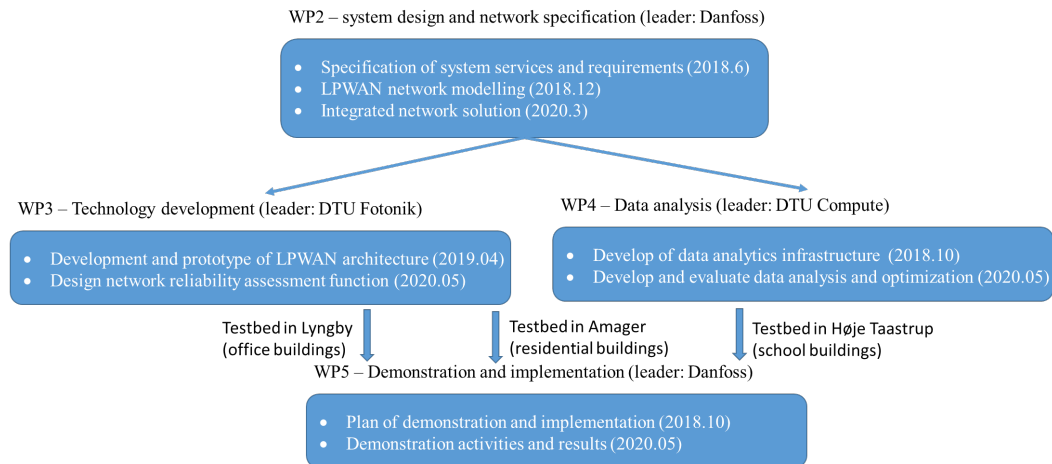 WP2 – system design and network specification (leader: Danfoss)
• Specification of system services and requirements (2018.6)
• LPWAN network modelling (2018.12)
• Integrated network solution (2020.3)
WP3 – Technology development (leader: DTU Fotonik)
• Development and prototype of LPWAN architecture (2019.04)
• Design network reliability assessment function (2020.05)
WP4 – Data analysis (leader: DTU Compute)
• Develop of data analytics infrastructure (2018.10)
• Develop and evaluate data analysis and optimization (2020.05)
Testbed in Lyngby
(office buildings)
Testbed in Amager
(residential buildings)
Testbed in Høje Taastrup
(school buildings)
WP5 – Demonstration and implementation (leader: Danfoss)
• Plan of demonstration and implementation (2018.10)
• Demonstration activities and results (2020.05)